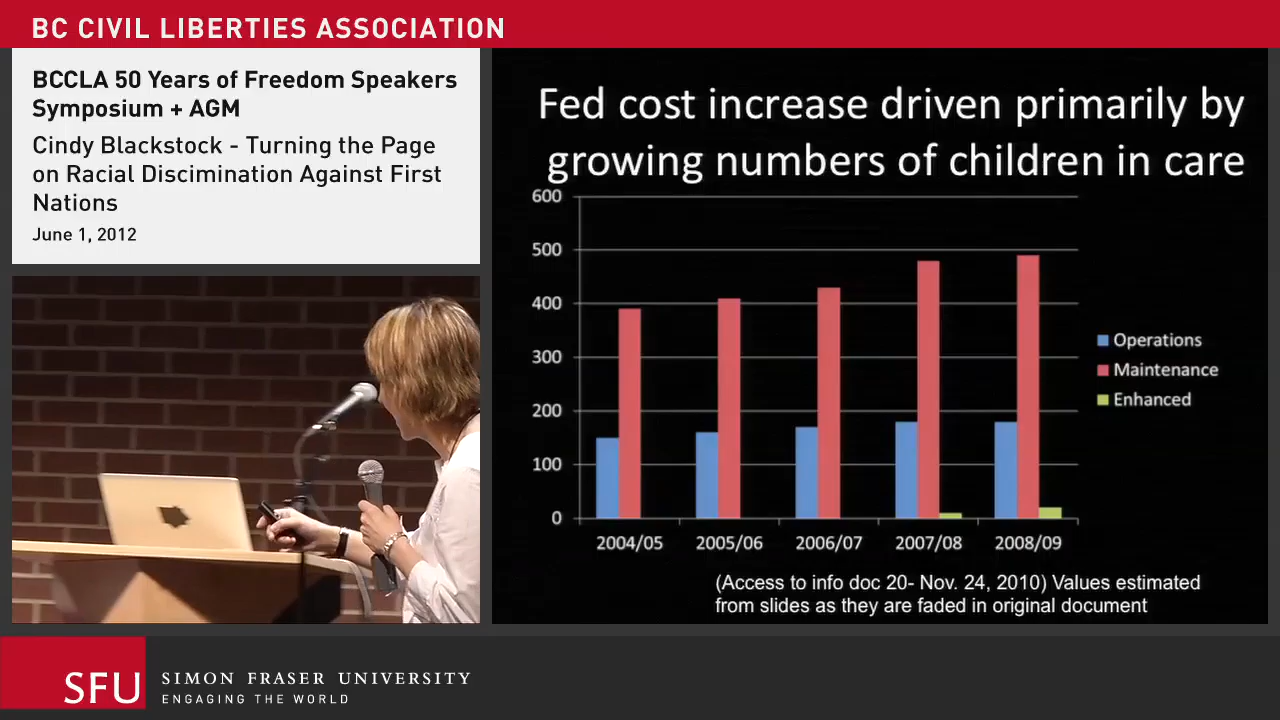 BC CIVIL LIBERTIES ASSOCIATION
BCCLA 50 Years of Freedom Speakers
Symposium + AGM
Cindy Blackstock - Turning the Page
on Racial Discrimination Against First
Nations
June 1, 2012
Fed cost increase driven primarily by
growing numbers of children in care
600
500
400
300
200
100
0
2004/05 2005/06 2006/07 2007/08 2008/09
Operations
Maintenance
Enhanced
(Access to info doc 20- Nov. 24, 2010) Values estimated
from slides as they are faded in original document
SFU
SIMON FRASER UNIVERSITY
ENGAGING THE WORLD